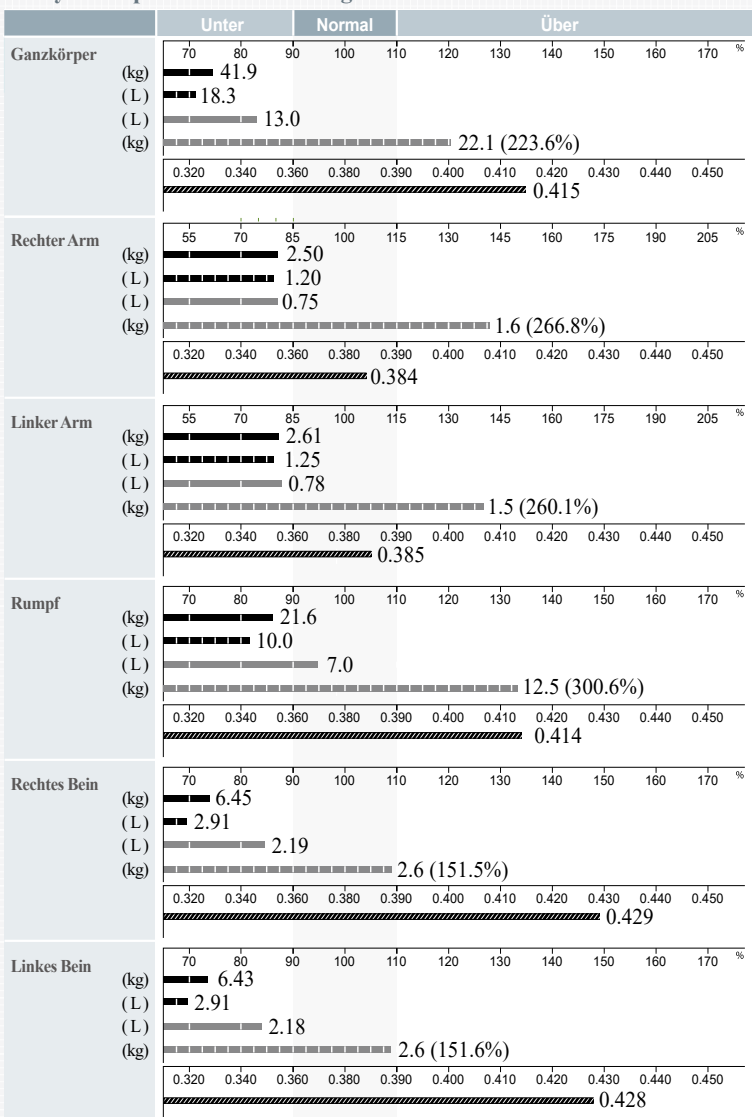 Unter Normal Über
Ganzkörper
70 80 90 100 110 120 130 140 150 160 170 %
(kg) 41.9
(L) 18.3
(L) 13.0
(kg) 22.1 (223.6%)
0.320 0.340 0.360 0.380 0.390 0.400 0.410 0.420 0.430 0.440 0.450
0.415
Rechter Arm
55 70 85 100 115 130 145 160 175 190 205 %
(kg) 2.50
(L) 1.20
(L) 0.75
(kg) 1.6 (266.8%)
0.320 0.340 0.360 0.380 0.390 0.400 0.410 0.420 0.430 0.440 0.450
0.384
Linker Arm
55 70 85 100 115 130 145 160 175 190 205 %
(kg) 2.61
(L) 1.25
(L) 0.78
(kg) 1.5 (260.1%)
0.320 0.340 0.360 0.380 0.390 0.400 0.410 0.420 0.430 0.440 0.450
0.385
Rumpf
70 80 90 100 110 120 130 140 150 160 170 %
(kg) 21.6
(L) 10.0
(L) 7.0
(kg) 12.5 (300.6%)
0.320 0.340 0.360 0.380 0.390 0.400 0.410 0.420 0.430 0.440 0.450
0.414
Rechtes Bein
70 80 90 100 110 120 130 140 150 160 170 %
(kg) 6.45
(L) 2.91
(L) 2.19
(kg) 2.6 (151.5%)
0.320 0.340 0.360 0.380 0.390 0.400 0.410 0.420 0.430 0.440 0.450
0.429
Linkes Bein
70 80 90 100 110 120 130 140 150 160 170 %
(kg) 6.43
(L) 2.91
(L) 2.18
(kg) 2.6 (151.6%)
0.320 0.340 0.360 0.380 0.390 0.400 0.410 0.420 0.430 0.440 0.450
0.428